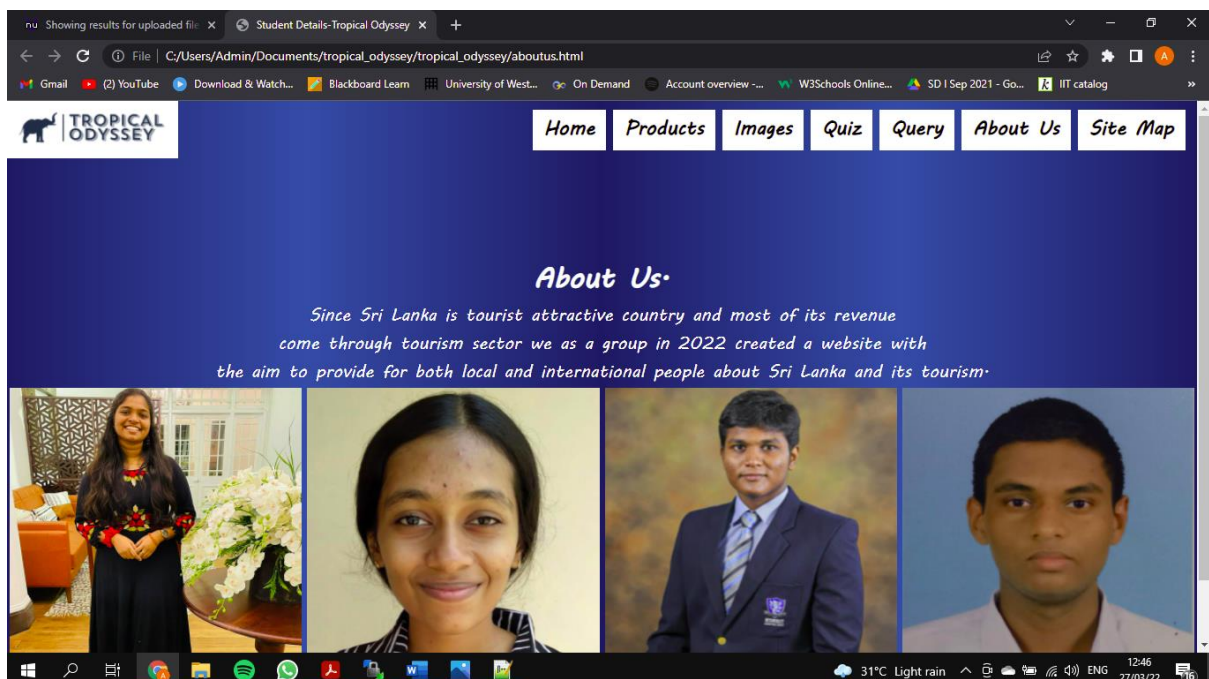 nu Showing results for uploaded file
Student Details-Tropical Odyssey
File | C:/Users/Admin/Documents/tropical_odyssey/tropical_odyssey/aboutus.html
Gmail (2) YouTube Download & Watch... Blackboard Learn University of West... On Demand Account overview -... W3Schools Online... SD I Sep 2021 - Go... k IIT catalog »
TROPICAL
ODYSSEY
Home Products Images Quiz Query About Us Site Map
About Us.
Since Sri Lanka is tourist attractive country and most of its revenue
come through tourism sector we as a group in 2022 created a website with
the aim to provide for both local and international people about Sri Lanka and its tourism.
31°C Light rain ENG 12:46
27/03/22